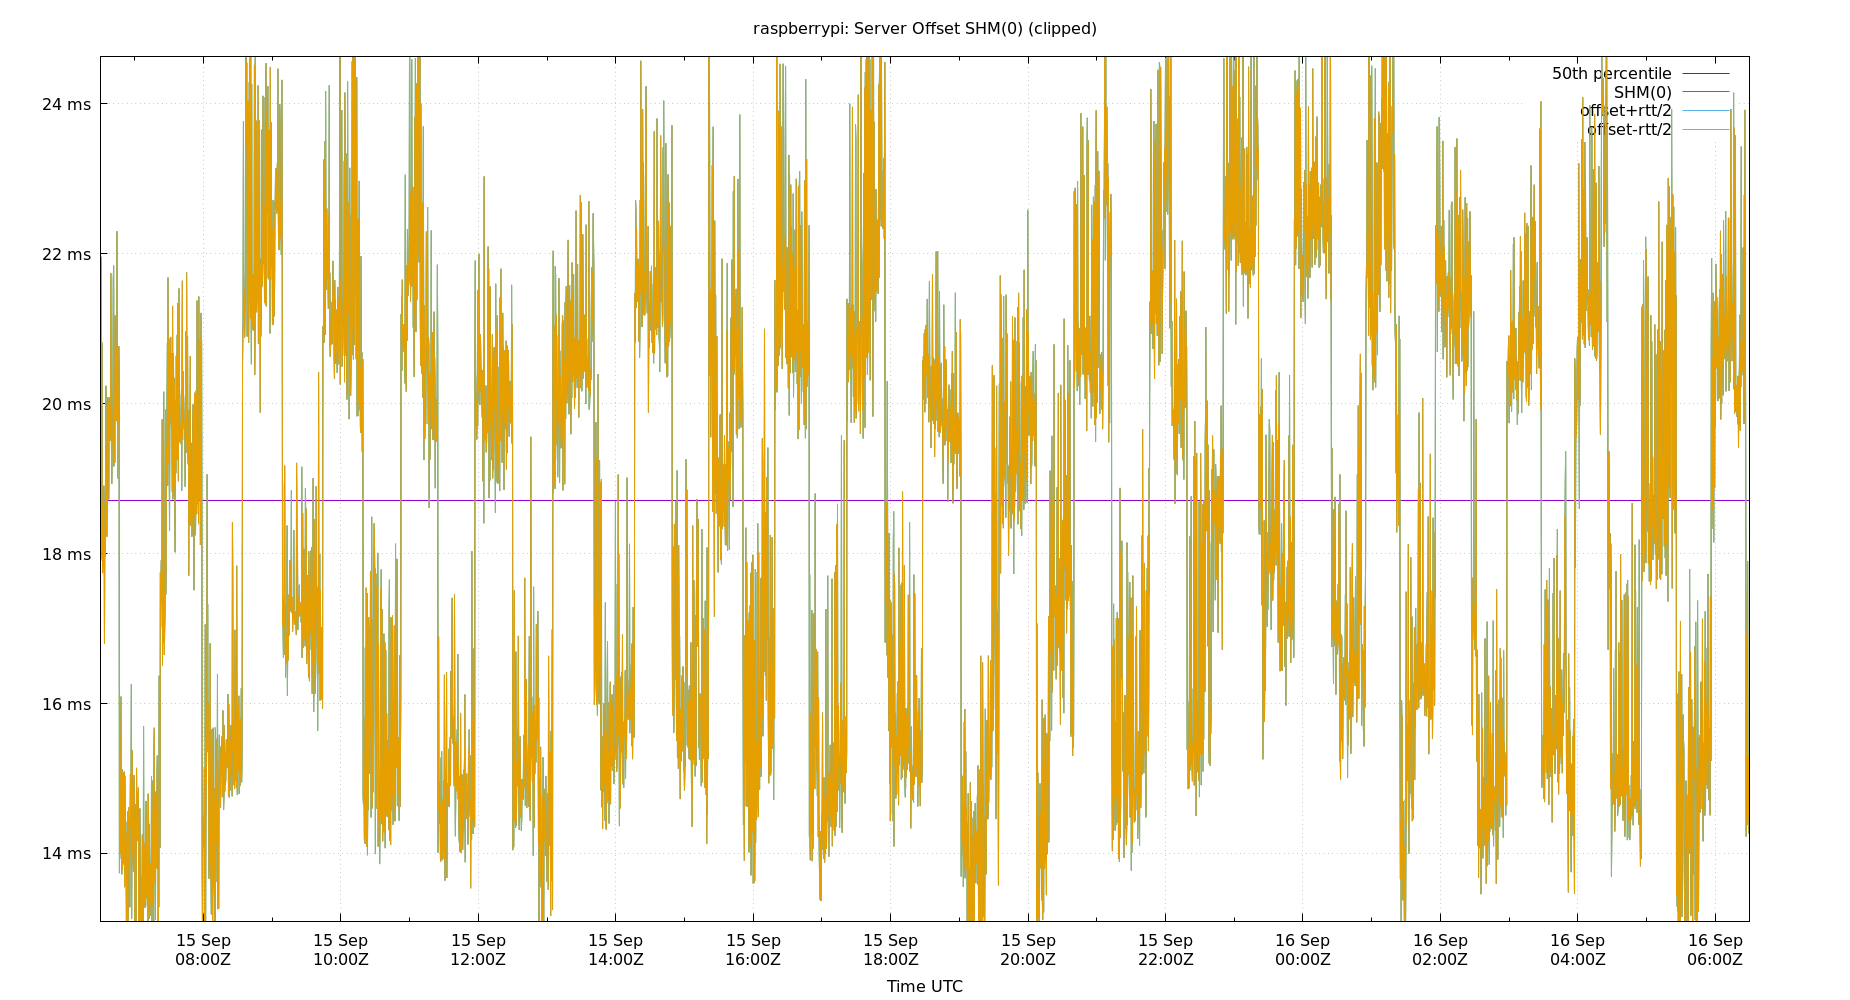 raspberrypi: Server Offset SHM(0) (clipped)
50th percentile
SHM(0)
offset+rtt/2
offset-rtt/2
24 ms
22 ms
20 ms
18 ms
16 ms
14 ms
15 Sep 15 Sep 15 Sep 15 Sep 15 Sep 15 Sep 15 Sep 15 Sep 16 Sep 16 Sep 16 Sep 16 Sep
08:00Z 10:00Z 12:00Z 14:00Z 16:00Z 18:00Z 20:00Z 22:00Z 00:00Z 02:00Z 04:00Z 06:00Z
Time UTC